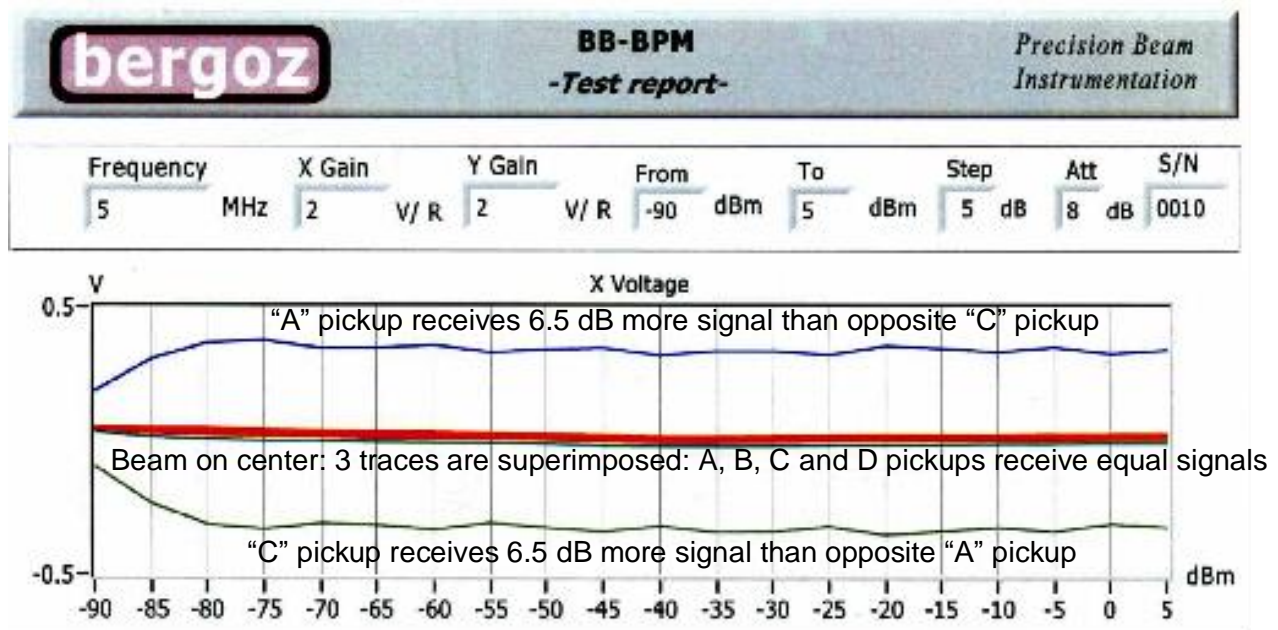 bergoz
BB-BPM
-Test report-
Precision Beam
Instrumentation
Frequency X Gain Y Gain From To Step Att S/N
5 MHz 2 V/ R 2 V/ R -90 dBm 5 dBm 5 dB 8 dB 0010
V X Voltage
0.5
“A” pickup receives 6.5 dB more signal than opposite “C” pickup
Beam on center: 3 traces are superimposed: A, B, C and D pickups receive equal signals
“C” pickup receives 6.5 dB more signal than opposite “A” pickup
-0.5 dBm
-90 -85 -80 -75 -70 -65 -60 -55 -50 -45 -40 -35 -30 -25 -20 -15 -10 -5 0 5